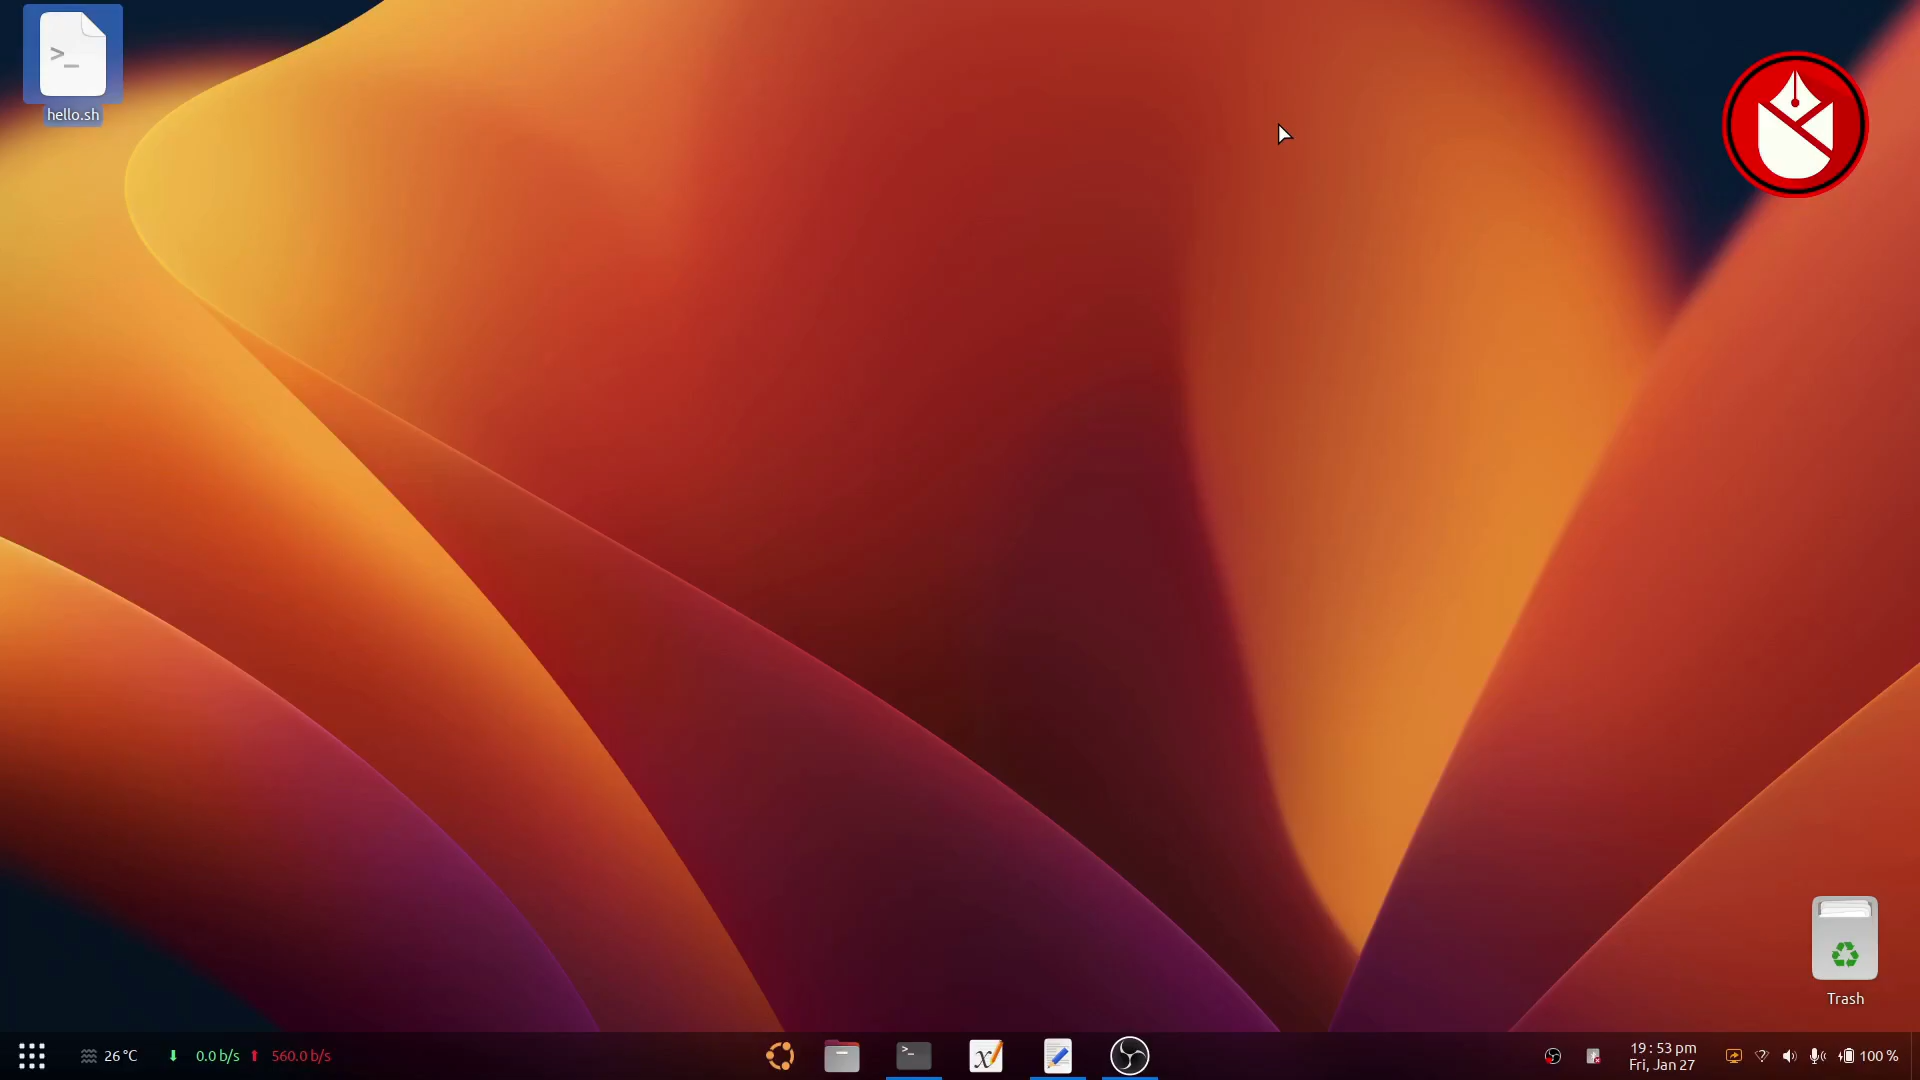 >_
hello.sh
Trash
26 °C 0.0 b/s 560.0 b/s
>_
x
19 : 53 pm
Fri, Jan 27
100 %